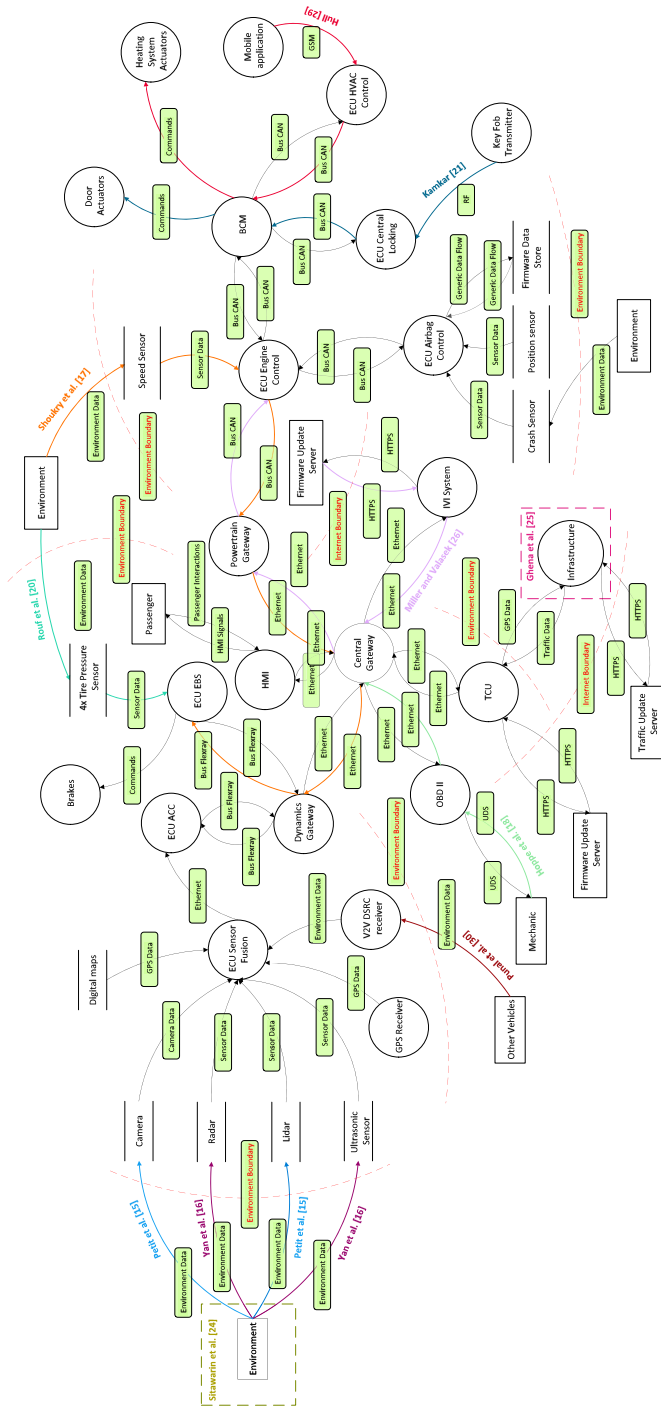 Sitawarin et al. [24]
Environment
Petit et al. [15]
Yan et al. [16]
Petit et al. [15]
Yan et al. [16]
Environment Data
Environment Data
Environment Data
Environment Data
Environment Boundary
Camera
Radar
Lidar
Ultrasonic
Sensor
Camera Data
Sensor Data
Sensor Data
Sensor Data
Digital maps
GPS Data
ECU Sensor
Fusion
GPS Data
GPS Receiver
Environment Data
V2V DSRC
receiver
Environment Data
Punal et al. [30]
Other Vehicles
Ethernet
ECU ACC
Bus Flexray
Bus Flexray
Dynamics
Gateway
Environment Boundary
Brakes
Commands
Bus Flexray
Bus Flexray
ECU EBS
Sensor Data
4x Tire Pressure
Sensor
Rouf et al. [20]
Environment Data
Environment Boundary
Environment
Shoukry et al. [17]
Environment Data
Environment Boundary
Speed Sensor
Sensor Data
Passenger
Passenger Interactions
HMI Signals
HMI
Ethernet
Ethernet
Ethernet
Ethernet
Ethernet
Ethernet
Ethernet
Central
Gateway
Powertrain
Gateway
Ethernet
Ethernet
Bus CAN
Bus CAN
ECU Engine
Control
OBD II
UDS
UDS
Hoppe et al. [18]
Mechanic
Ethernet
Ethernet
TCU
HTTPS
HTTPS
Firmware Update
Server
Environment Boundary
GPS Data
Traffic Data
Ghena et al. [25]
Infrastructure
Internet Boundary
HTTPS
HTTPS
Traffic Update
Server
Ethernet
Ethernet
Miller and Valasek [26]
IVI System
HTTPS
HTTPS
Internet Boundary
Firmware Update
Server
Bus CAN
Bus CAN
ECU Airbag
Control
Sensor Data
Sensor Data
Generic Data Flow
Generic Data Flow
Crash Sensor
Position sensor
Firmware Data
Store
Environment Data
Environment Boundary
Environment
Bus CAN
Bus CAN
BCM
Commands
Door
Actuators
Commands
Heating
System
Actuators
Bus CAN
Bus CAN
ECU Central
Locking
Kamkar [21]
RF
Key Fob
Transmitter
Bus CAN
Bus CAN
ECU HVAC
Control
GSM
Hull [29]
Mobile
application